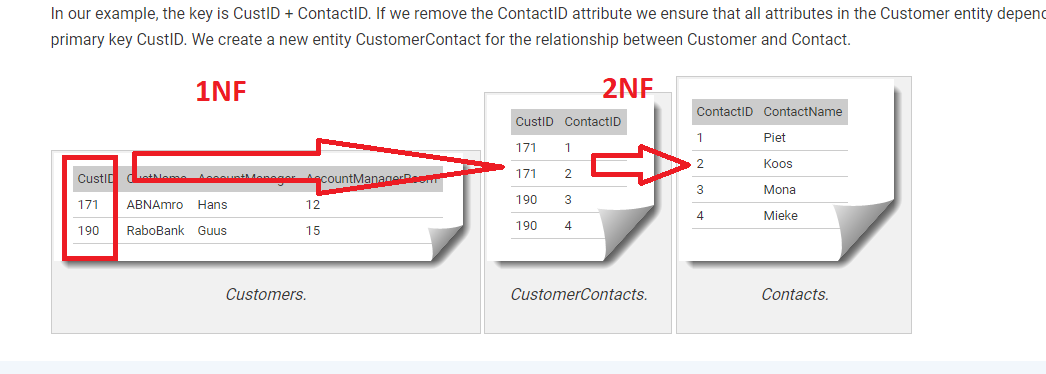 In our example, the key is CustID + ContactID. If we remove the ContactID attribute we ensure that all attributes in the Customer entity
primary key CustID. We create a new entity CustomerContact for the relationship between Customer and Contact.
1NF
2NF
CustID CustName AccountManager AccountManagerRoom
171 ABNAmro Hans 12
190 RaboBank Guus 15
Customers.
CustID ContactID
171 1
171 2
190 3
190 4
CustomerContacts.
ContactID ContactName
1 Piet
2 Koos
3 Mona
4 Mieke
Contacts.